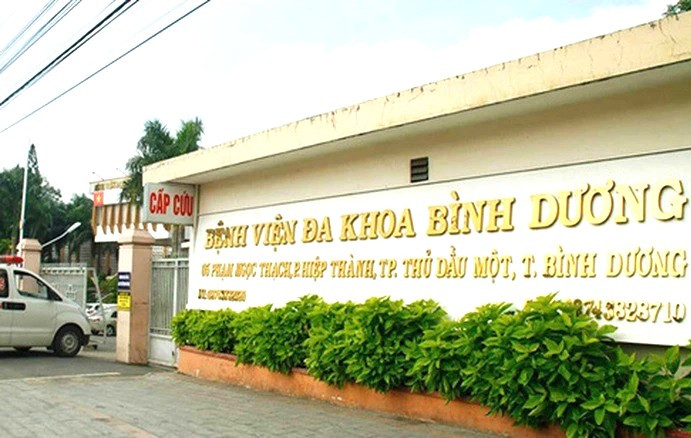 CẤP CỨU
BỆNH VIỆN ĐA KHOA BÌNH DƯƠNG
05 PHẠM NGỌC THẠCH, P. HIỆP THÀNH, TP. THỦ DẦU MỘT, T. BÌNH DƯƠNG